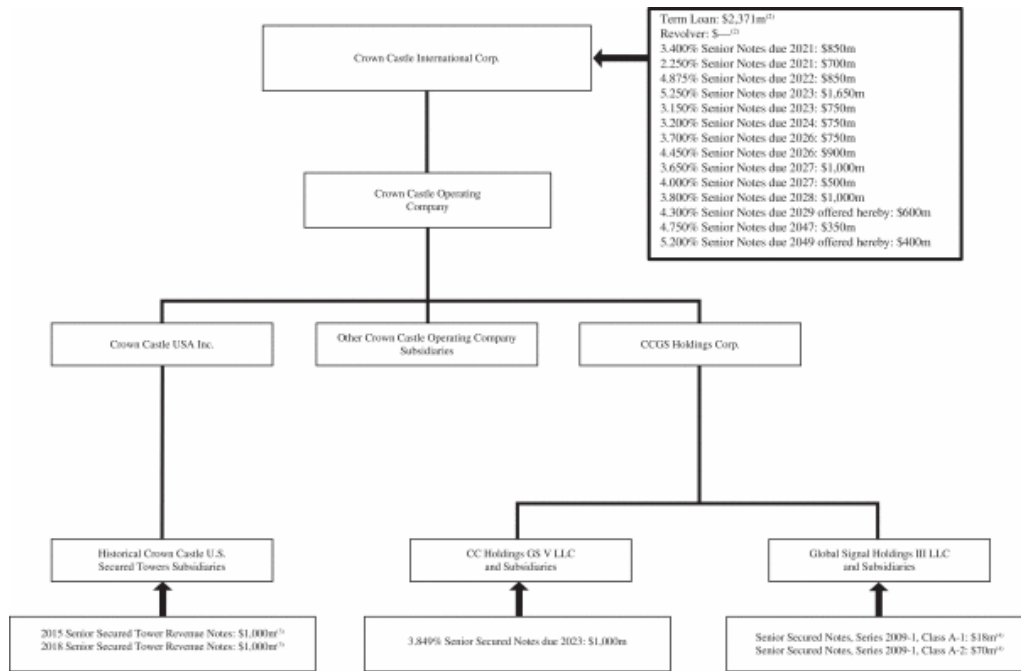 Term Loan: $2,371m(2)
Revolver: $—(2)
3.400% Senior Notes due 2021: $850m
2.250% Senior Notes due 2021: $700m
4.875% Senior Notes due 2022: $850m
5.250% Senior Notes due 2023: $1,650m
3.150% Senior Notes due 2023: $750m
3.200% Senior Notes due 2024: $750m
3.700% Senior Notes due 2026: $750m
4.450% Senior Notes due 2026: $900m
3.650% Senior Notes due 2027: $1,000m
4.000% Senior Notes due 2027: $500m
3.800% Senior Notes due 2028: $1,000m
4.300% Senior Notes due 2029 offered hereby: $600m
4.750% Senior Notes due 2047: $350m
5.200% Senior Notes due 2049 offered hereby: $400m
Crown Castle International Corp.
Crown Castle Operating
Company
Crown Castle USA Inc.
Other Crown Castle Operating Company
Subsidiaries
CCGS Holdings Corp.
Historical Crown Castle U.S.
Secured Towers Subsidiaries
CC Holdings GS V LLC
and Subsidiaries
Global Signal Holdings III LLC
and Subsidiaries
2015 Senior Secured Tower Revenue Notes: $1,000m
2018 Senior Secured Tower Revenue Notes: $1,000m
3.849% Senior Secured Notes due 2023: $1,000m
Senior Secured Notes, Series 2009-1, Class A-1: $18m(4)
Senior Secured Notes, Series 2009-1, Class A-2: $70m(4)